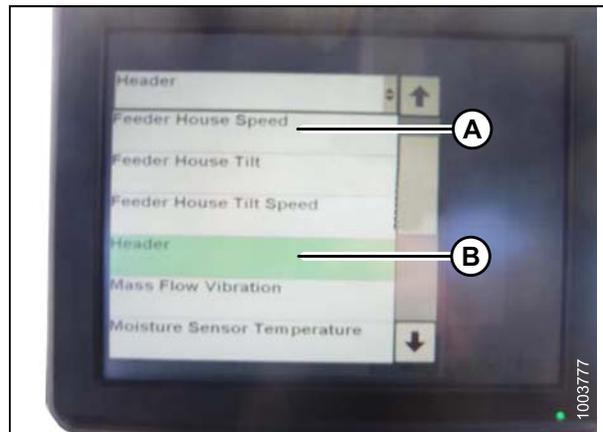 Header
Feeder House Speed
A
Feeder House Tilt
Feeder House Tilt Speed
Header
B
Mass Flow Vibration
Moisture Sensor Temperature
1003777